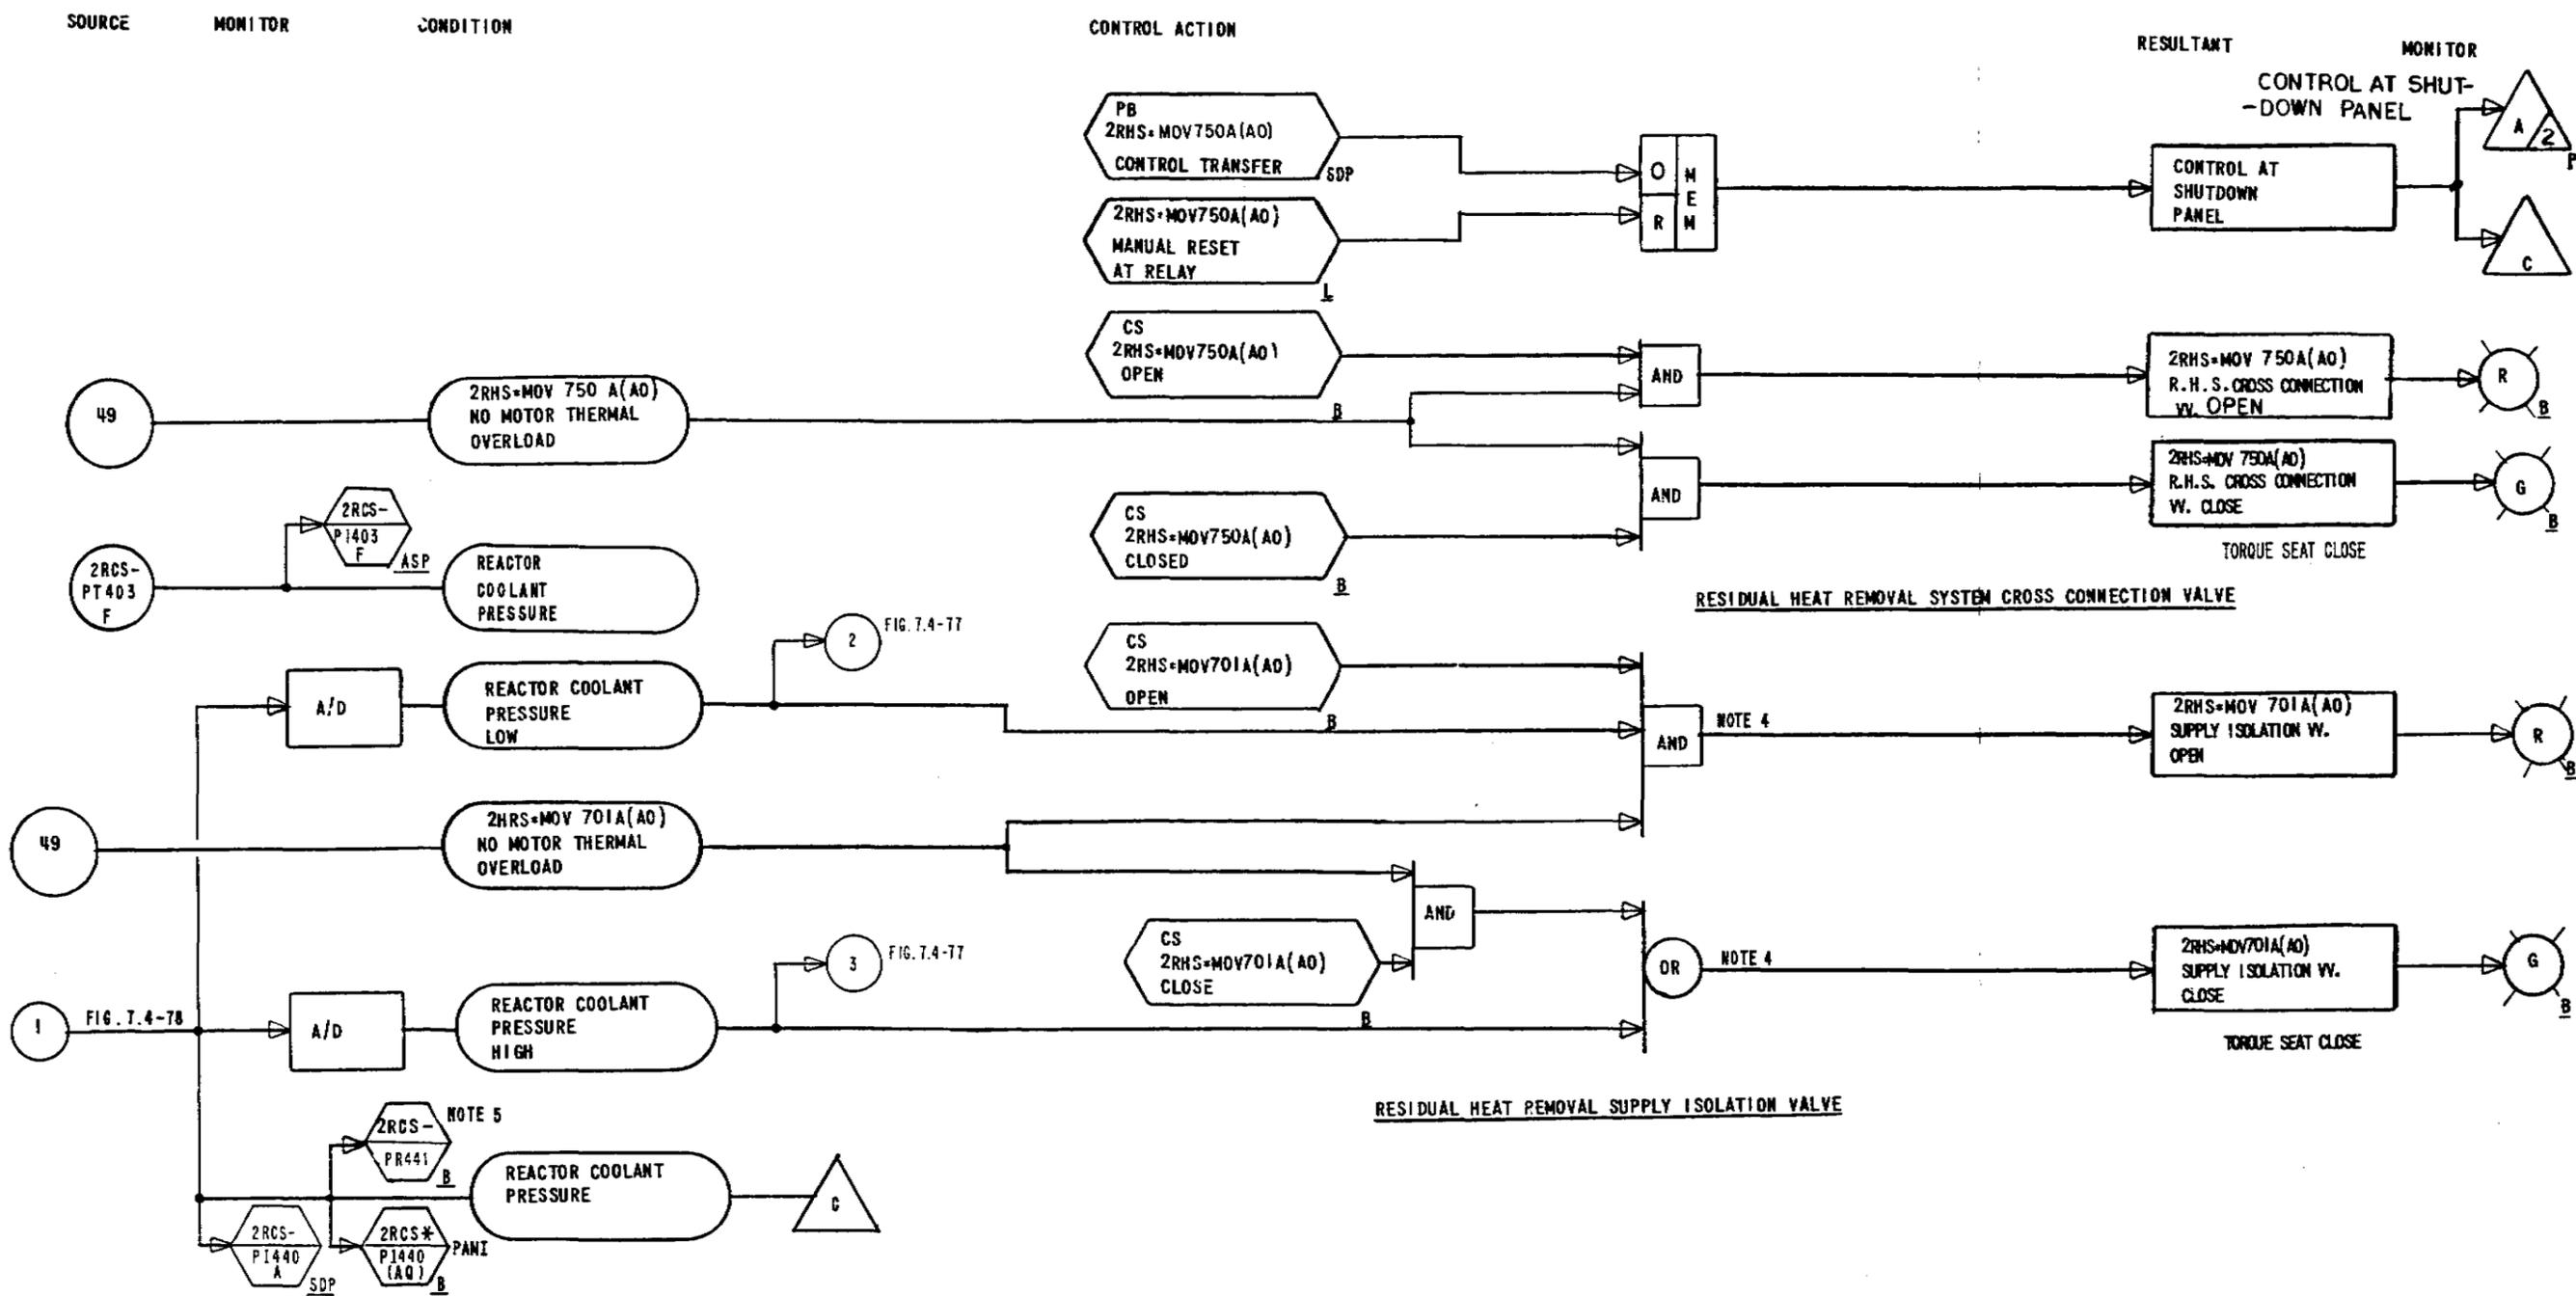 SOURCE MONITOR CONDITION CONTROL ACTION RESULTANT MONITOR
CONTROL AT SHUT-
-DOWN PANEL
A 2
P
PB
2RHS*MOV750A(AO)
CONTROL TRANSFER
SDP
O
R
MEM
CONTROL AT
SHUTDOWN
PANEL
C
2RHS*MOV750A(AO)
MANUAL RESET
AT RELAY
L
CS
2RHS*MOV750A(AO)
OPEN
B
AND
2RHS*MOV 750A(AO)
R.H.S. CROSS CONNECTION
VV. OPEN
R
B
49
2RHS*MOV 750 A(AO)
NO MOTOR THERMAL
OVERLOAD
AND
2RHS*MOV 750A(AO)
R.H.S. CROSS CONNECTION
VV. CLOSE
G
B
TORQUE SEAT CLOSE
CS
2RHS*MOV750A(AO)
CLOSED
B
2RCS-
PI403
F
ASP
2RCS-
PT403
F
REACTOR
COOLANT
PRESSURE
RESIDUAL HEAT REMOVAL SYSTEM CROSS CONNECTION VALVE
2
FIG. 7.4-77
CS
2RHS*MOV701A(AO)
OPEN
B
A/D
REACTOR COOLANT
PRESSURE
LOW
AND
NOTE 4
2RHS*MOV 701A(AO)
SUPPLY ISOLATION VV.
OPEN
R
B
49
2HRS*MOV 701A(AO)
NO MOTOR THERMAL
OVERLOAD
AND
CS
2RHS*MOV701A(AO)
CLOSE
B
3
FIG. 7.4-77
OR
NOTE 4
2RHS*MOV701A(AO)
SUPPLY ISOLATION VV.
CLOSE
G
B
TORQUE SEAT CLOSE
1
FIG. 7.4-78
A/D
REACTOR COOLANT
PRESSURE
HIGH
RESIDUAL HEAT REMOVAL SUPPLY ISOLATION VALVE
2RCS-
PR441
B
NOTE 5
REACTOR COOLANT
PRESSURE
C
2RCS-
PI440
A
SDP
2RCS*
PI440
(AO)
B
PAMI